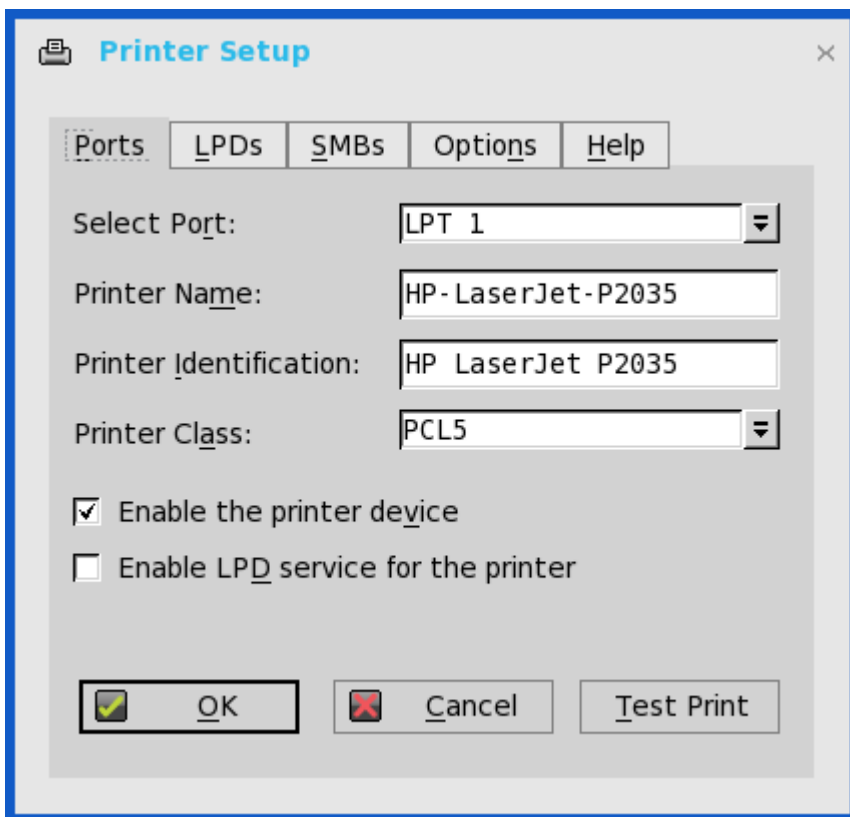 Printer Setup
Ports LPDs SMBs Options Help
Select Port: LPT 1
Printer Name: HP-LaserJet-P2035
Printer Identification: HP LaserJet P2035
Printer Class: PCL5
Enable the printer device
Enable LPD service for the printer
OK Cancel Test Print